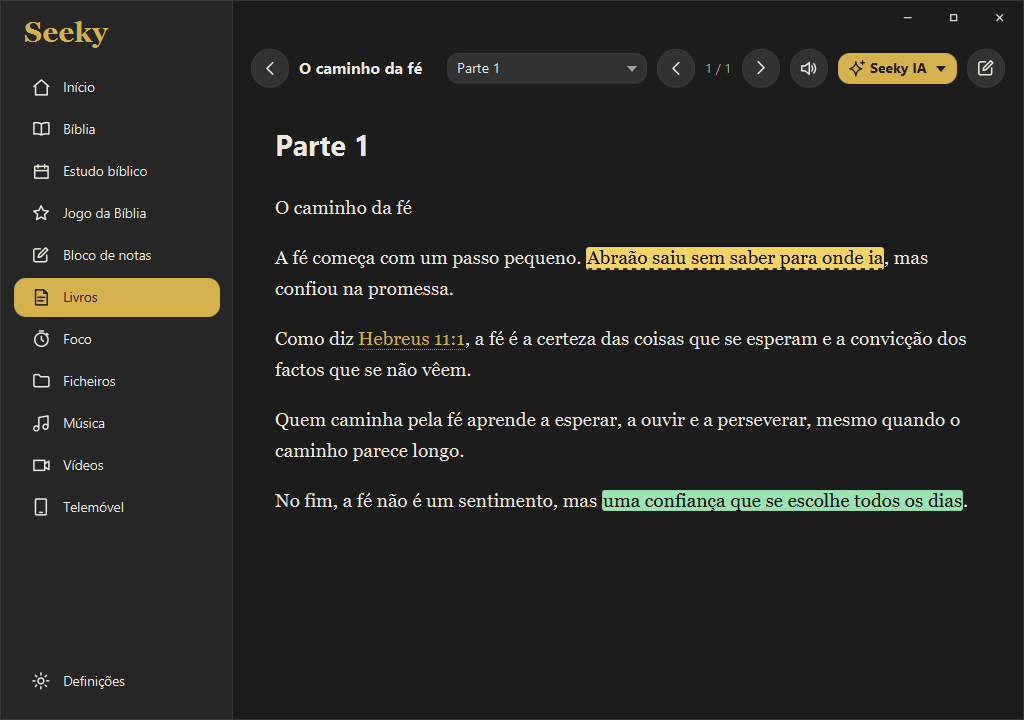 Seeky
Início
Bíblia
Estudo bíblico
Jogo da Bíblia
Bloco de notas
Livros
Foco
Ficheiros
Música
Vídeos
Telemóvel
Definições
O caminho da fé
Parte 1
1 / 1
Seeky IA
Parte 1
O caminho da fé
A fé começa com um passo pequeno. Abraão saiu sem saber para onde ia, mas
confiou na promessa.
Como diz Hebreus 11:1, a fé é a certeza das coisas que se esperam e a convicção dos
factos que se não vêem.
Quem caminha pela fé aprende a esperar, a ouvir e a perseverar, mesmo quando o
caminho parece longo.
No fim, a fé não é um sentimento, mas uma confiança que se escolhe todos os dias.